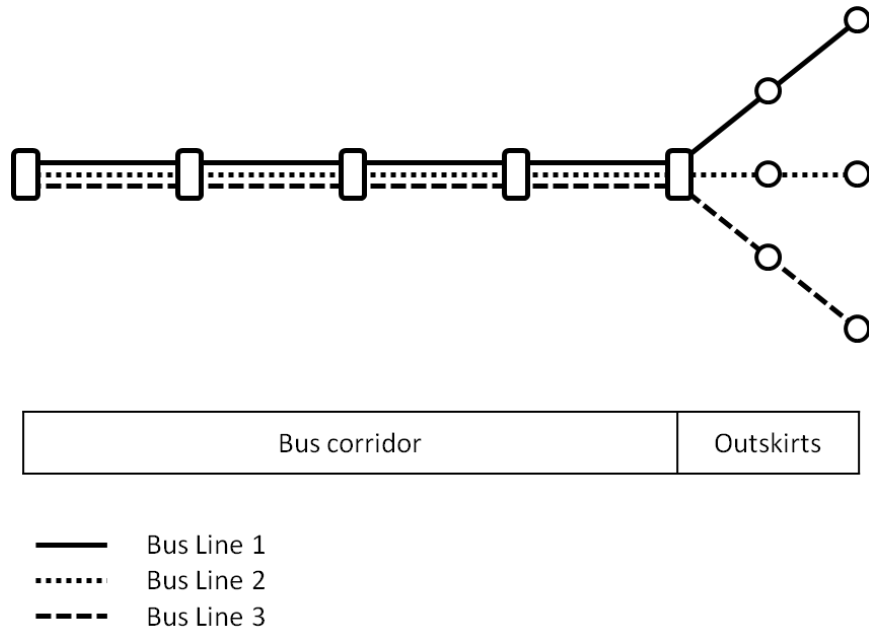 Bus corridor
Outskirts
Bus Line 1
Bus Line 2
Bus Line 3